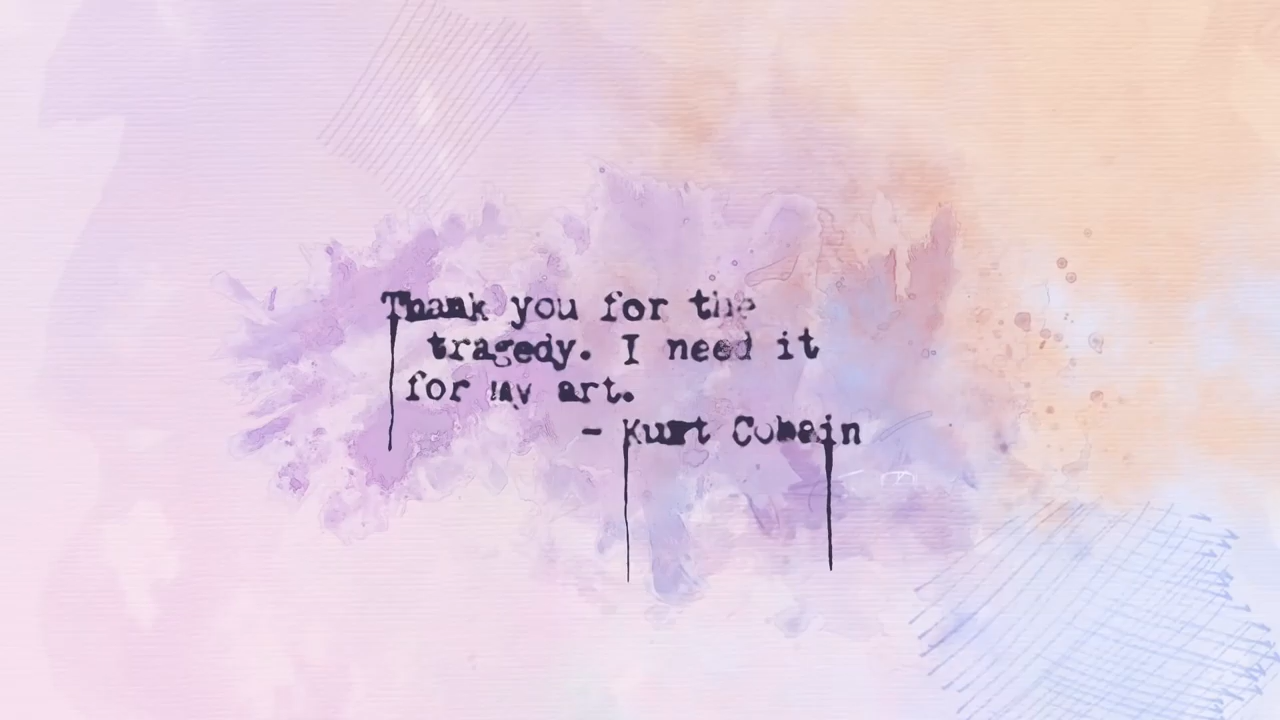 Thank you for the
tragedy. I need it
for my art.
- Kurt Cobain